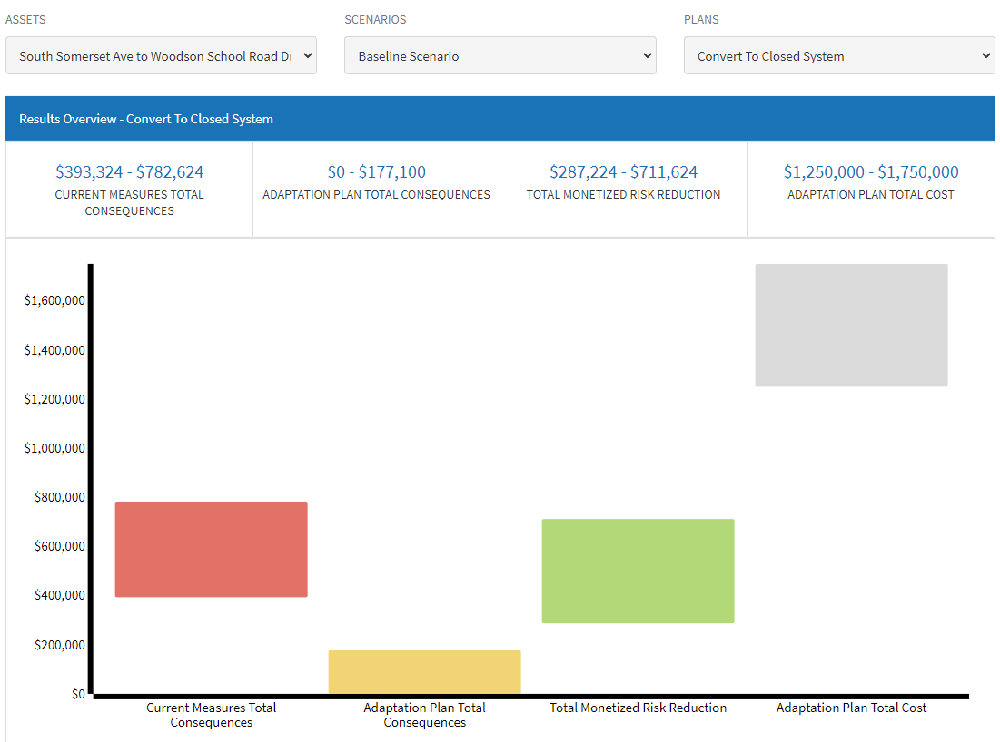 ASSETS
SCENARIOS
PLANS
South Somerset Ave to Woodson School Road
Baseline Scenario
Convert To Closed System
Results Overview - Convert To Closed System
$393,324 - $782,624
CURRENT MEASURES TOTAL
CONSEQUENCES
$0 - $177,100
ADAPTATION PLAN TOTAL CONSEQUENCES
$287,224 - $711,624
TOTAL MONETIZED RISK REDUCTION
$1,250,000 - $1,750,000
ADAPTATION PLAN TOTAL COST
$1,600,000
$1,400,000
$1,200,000
$1,000,000
$800,000
$600,000
$400,000
$200,000
$0
Current Measures Total
Consequences
Adaptation Plan Total
Consequences
Total Monetized Risk Reduction
Adaptation Plan Total Cost